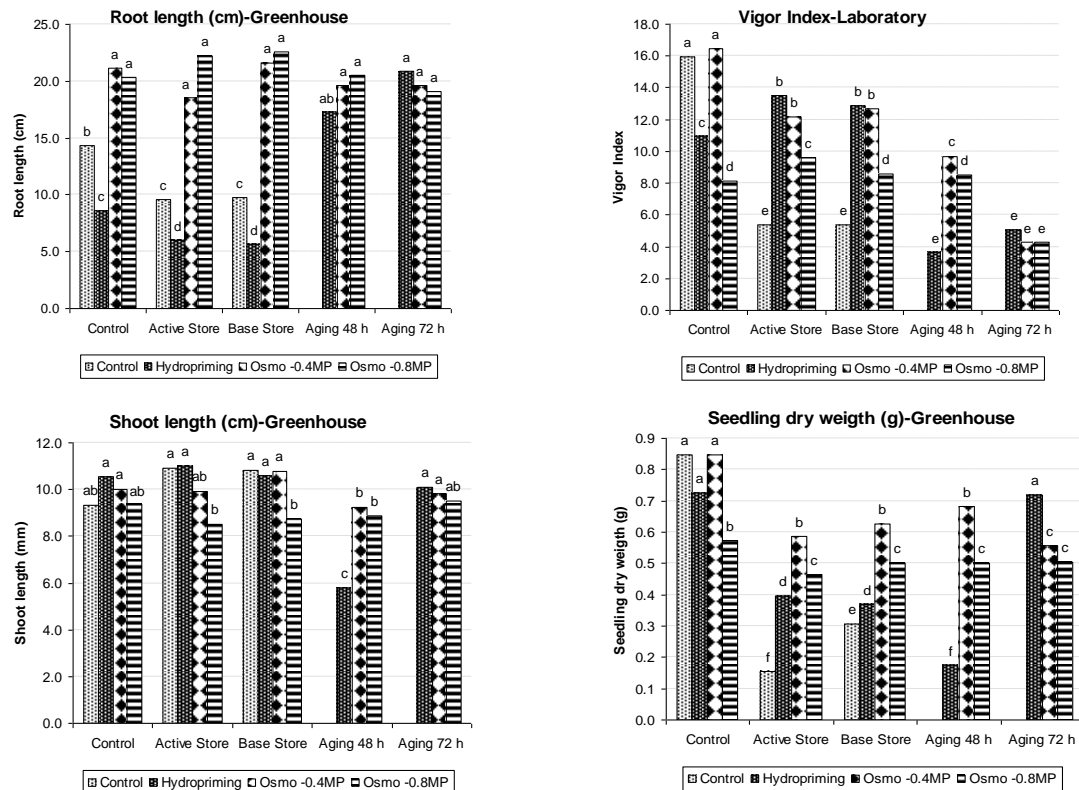 Root length (cm)-Greenhouse
25.0
20.0
15.0
10.0
5.0
0.0
Root length (cm)
b c a a
c d a a
c d a a
ab a a
a a a
Control Active Store Base Store Aging 48 h Aging 72 h
Control Hydropriming Osmo -0.4MP Osmo -0.8MP
Vigor Index-Laboratory
18.0
16.0
14.0
12.0
10.0
8.0
6.0
4.0
2.0
0.0
Vigor Index
a c a d
e b b c
e b b d
e c d
e e e
Control Active Store Base Store Aging 48 h Aging 72 h
Control Hydropriming Osmo -0.4MP Osmo -0.8MP
Shoot length (cm)-Greenhouse
12.0
10.0
8.0
6.0
4.0
2.0
0.0
Shoot length (mm)
ab a a ab
a a ab b
a a a b
c b b
a a ab
Control Active Store Base Store Aging 48 h Aging 72 h
Control Hydropriming Osmo -0.4MP Osmo -0.8MP
Seedling dry weigth (g)-Greenhouse
0.9
0.8
0.7
0.6
0.5
0.4
0.3
0.2
0.1
0.0
Seedling dry weigth (g)
a a a b
f d b c
e d b c
f b c
a c c
Control Active Store Base Store Aging 48 h Aging 72 h
Control Hydropriming Osmo -0.4MP Osmo -0.8MP